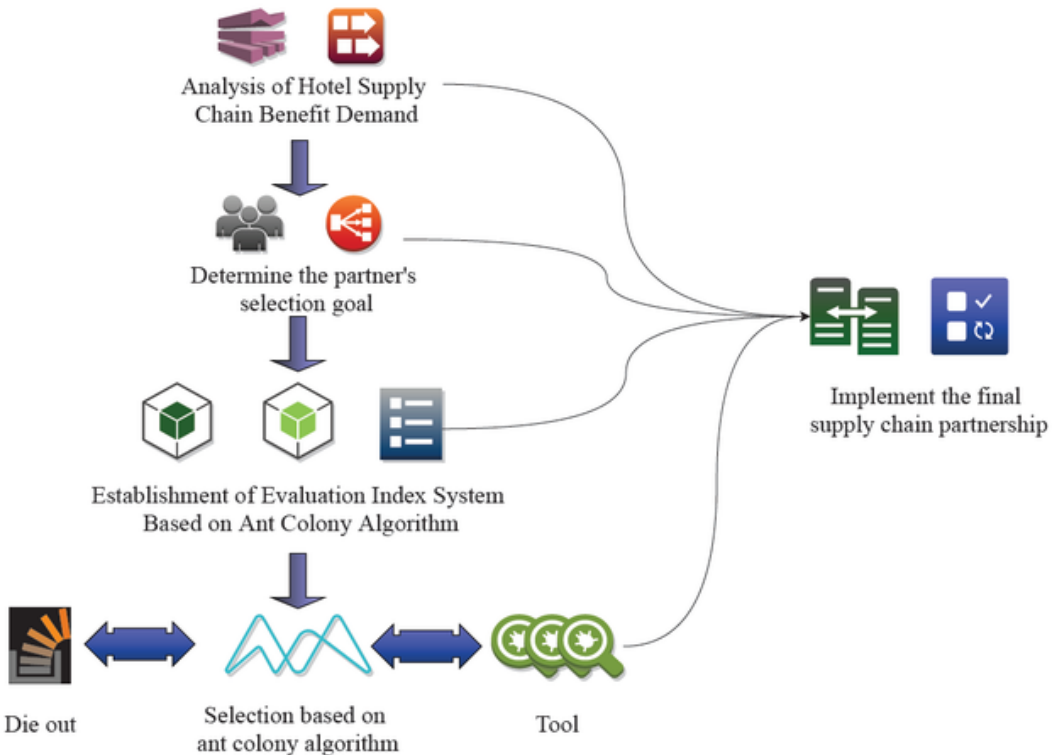 Analysis of Hotel Supply
Chain Benefit Demand
Determine the partner's
selection goal
Implement the final
supply chain partnership
Establishment of Evaluation Index System
Based on Ant Colony Algorithm
Die out
Selection based on
ant colony algorithm
Tool